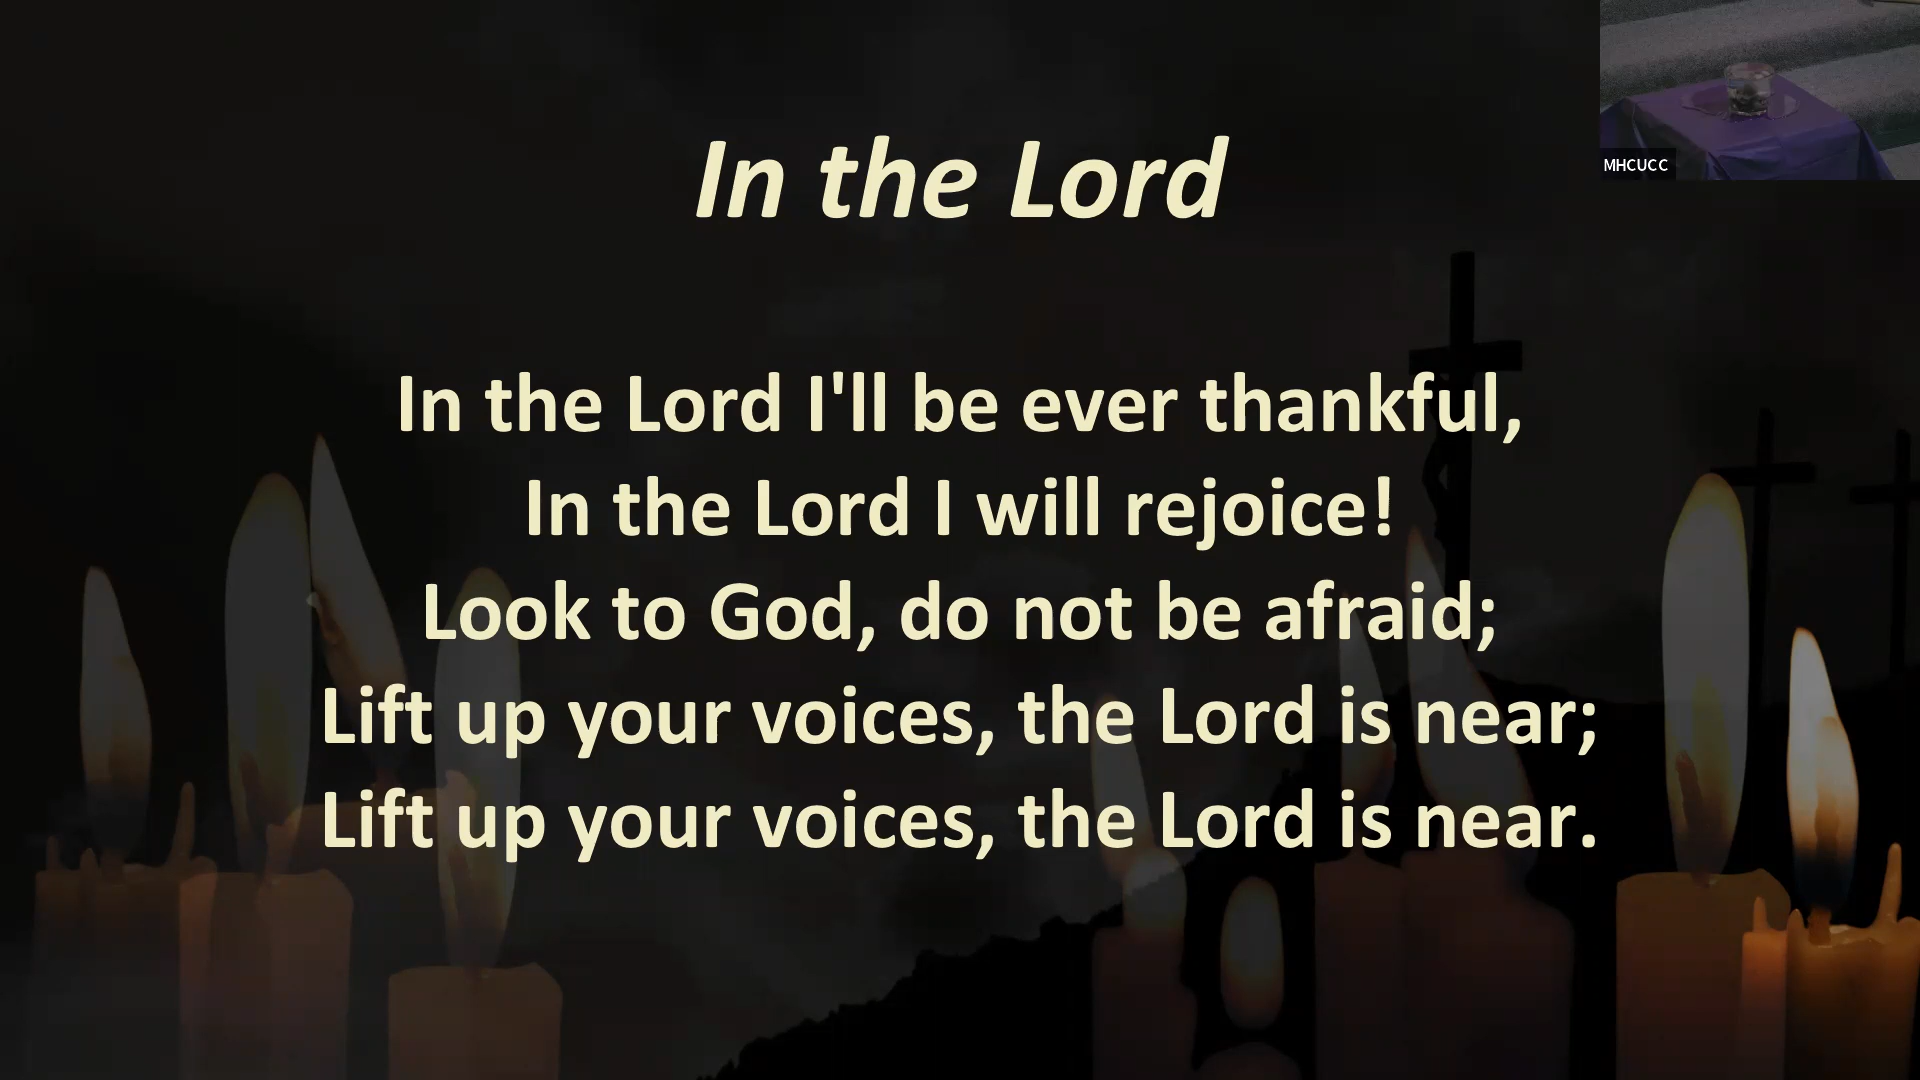 MHCUCC
In the Lord
In the Lord I'll be ever thankful,
In the Lord I will rejoice!
Look to God, do not be afraid;
Lift up your voices, the Lord is near;
Lift up your voices, the Lord is near.